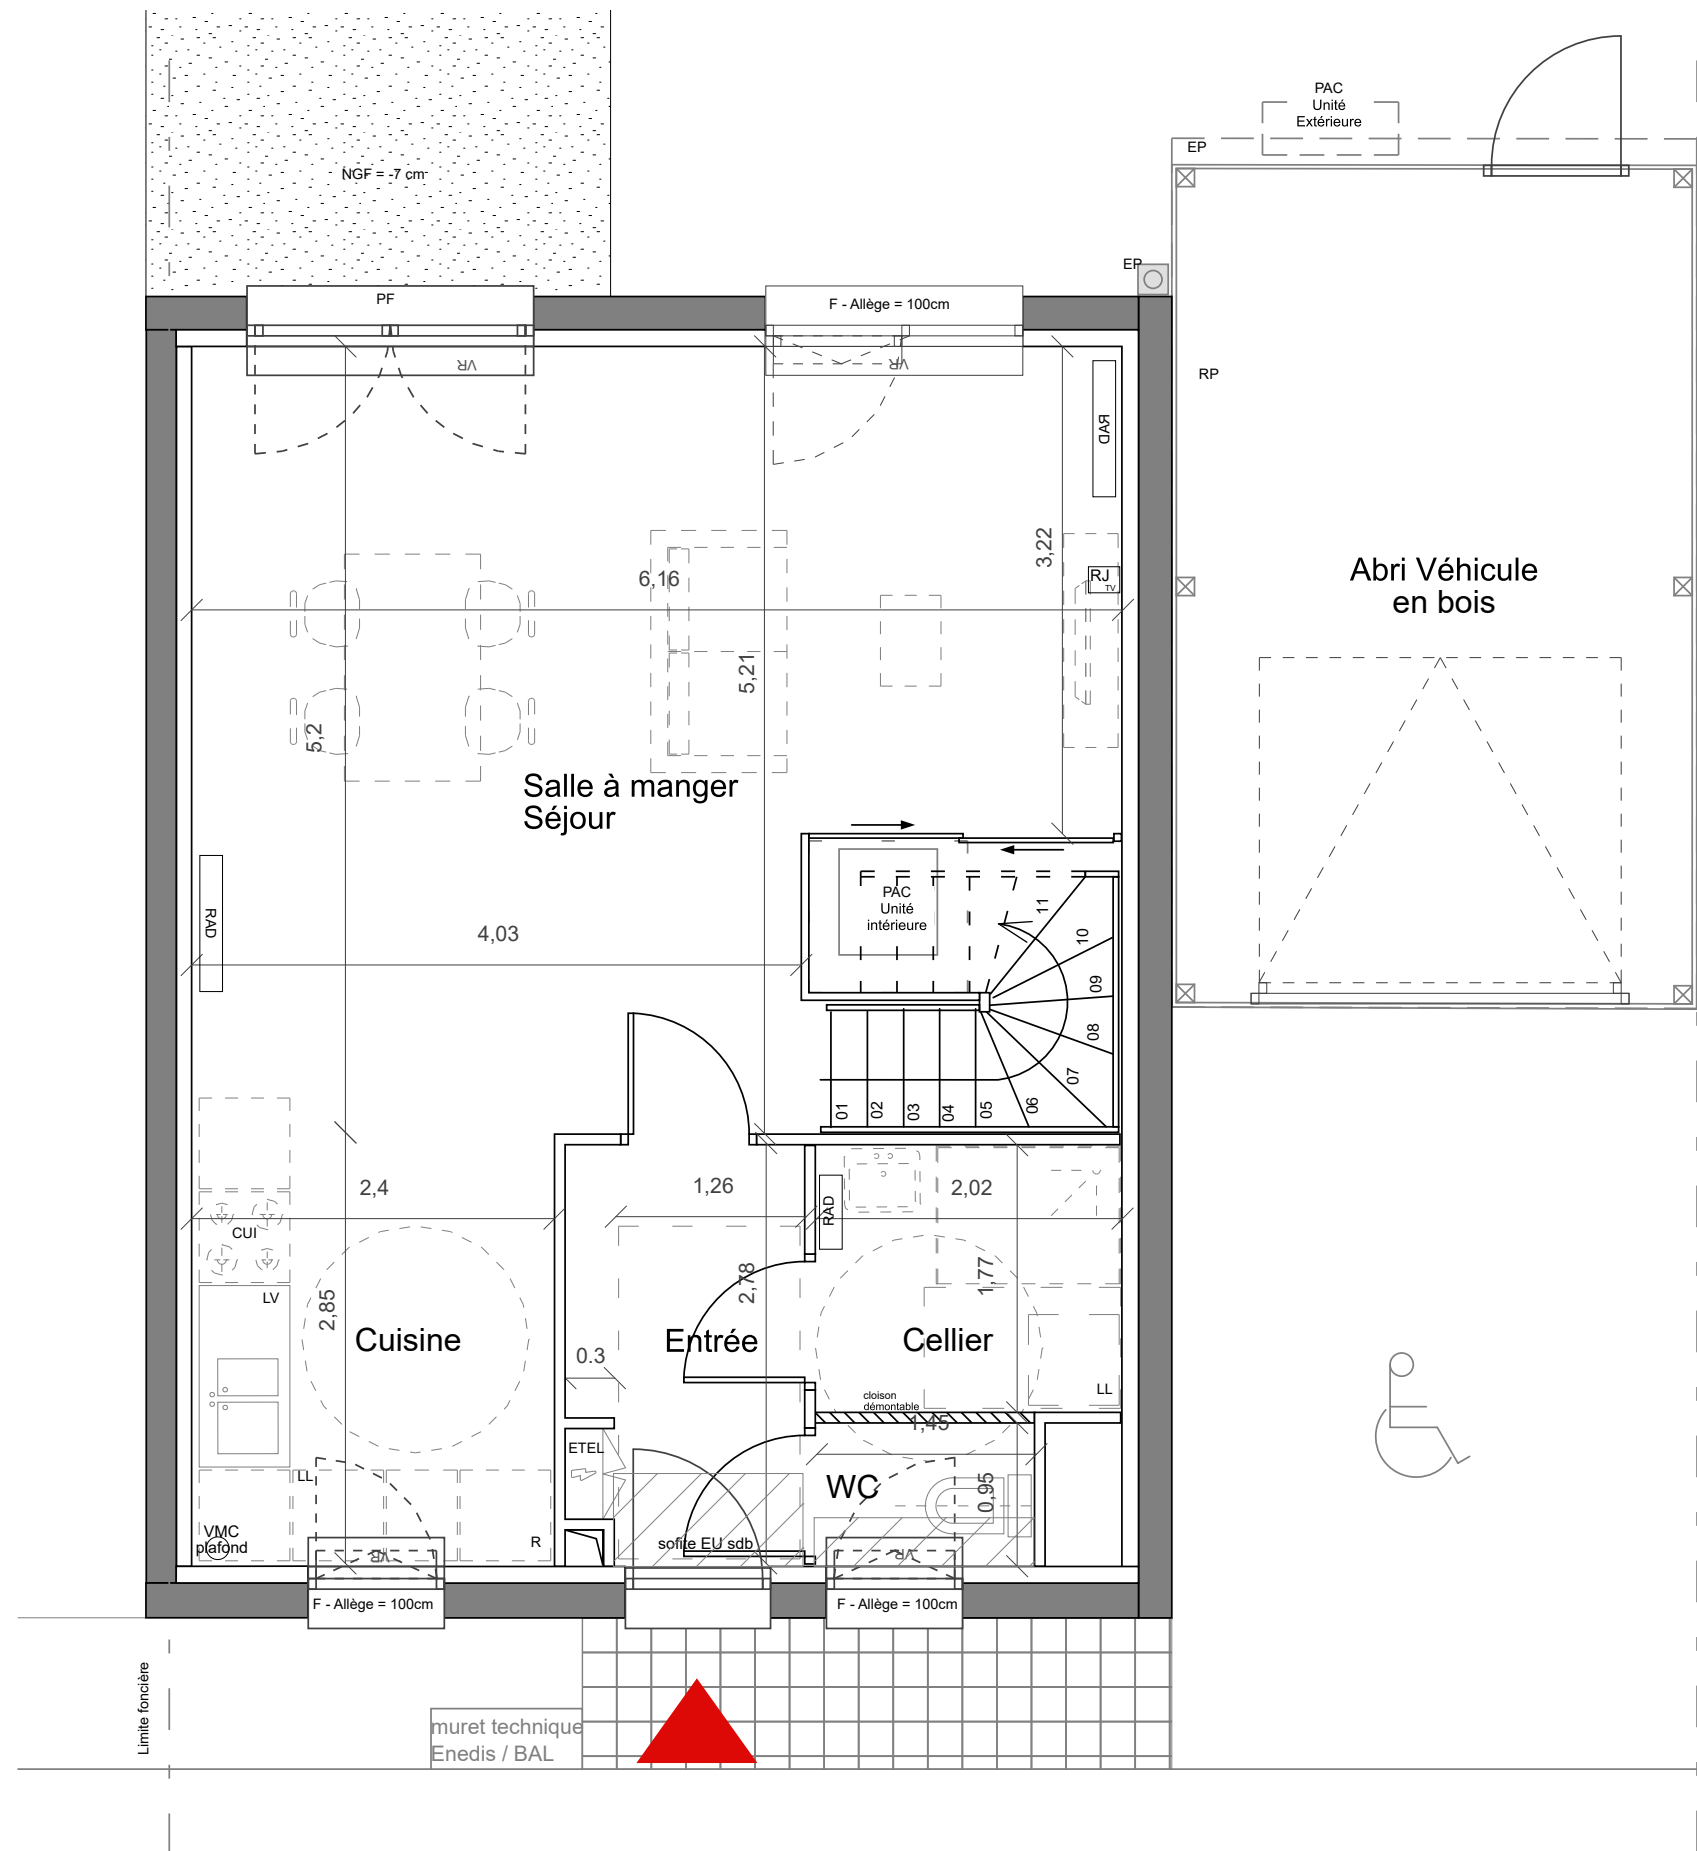 PAC
Unité
Extérieure
EP
NGF = -7 cm
EP
PF
F - Allège = 100cm
VR
VR
RP
RAD
3,22
RJ
TV
6,16
Abri Véhicule
en bois
5,21
5,2
Salle à manger
Séjour
PAC
Unité
intérieure
RAD
4,03
11
10
09
08
07
06
05
04
03
02
01
2,4
1,26
2,02
RAD
CUI
LV
2,85
2,78
1,77
Cuisine
Entrée
Cellier
0.3
LL
cloison
démontable
1,45
ETEL
LL
WC
0,95
VMC
plafond
R
sofite EU sdb
VR
VR
F - Allège = 100cm
F - Allège = 100cm
Limite foncière
muret technique
Enedis / BAL